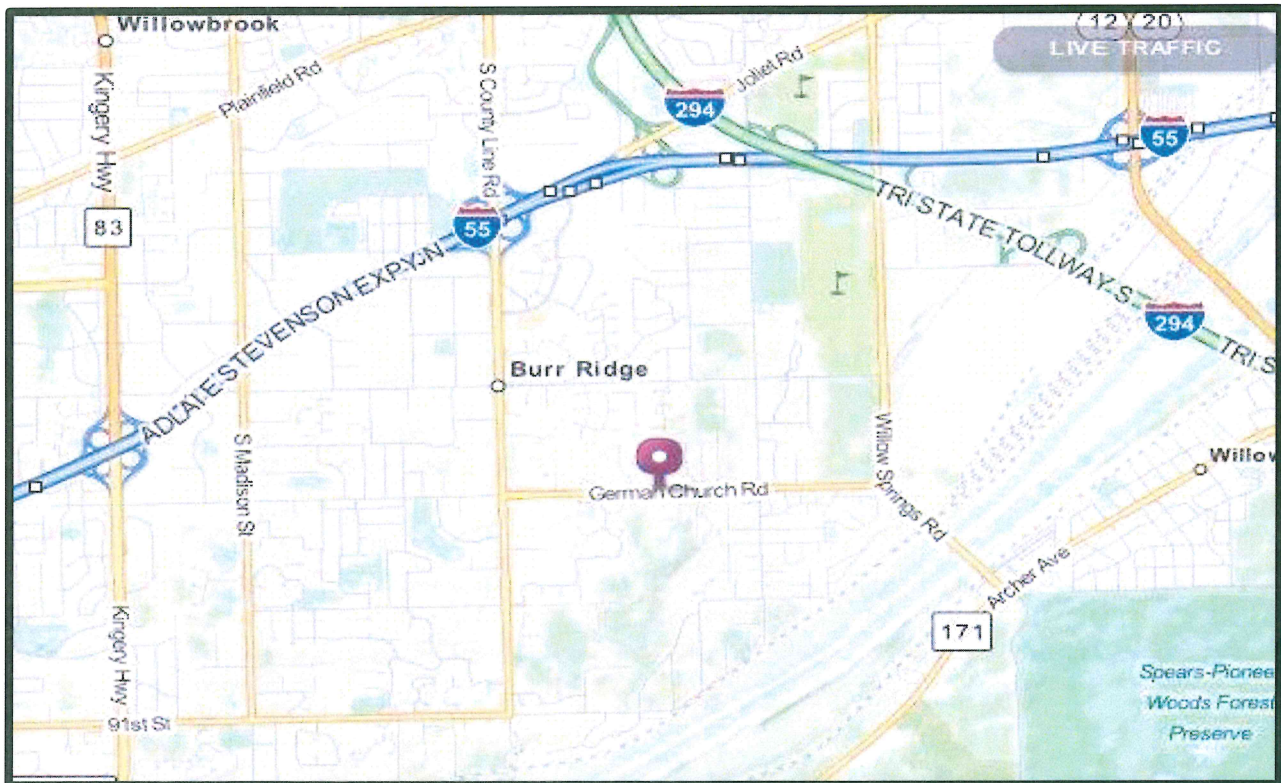 Willowbrook
12 20
LIVE TRAFFIC
Plainfield Rd
Kingery Hwy
S County Line Rd
Joliet Rd
294
55
83
55
TRI STATE TOLLWAY S
294
TRI S
ADLAI E STEVENSON EXPY N
Burr Ridge
S Madison St
German Church Rd
Willow Springs Rd
Willow
Archer Ave
171
Kingery Hwy
91st St
Spears-Pionee
Woods Forest
Preserve